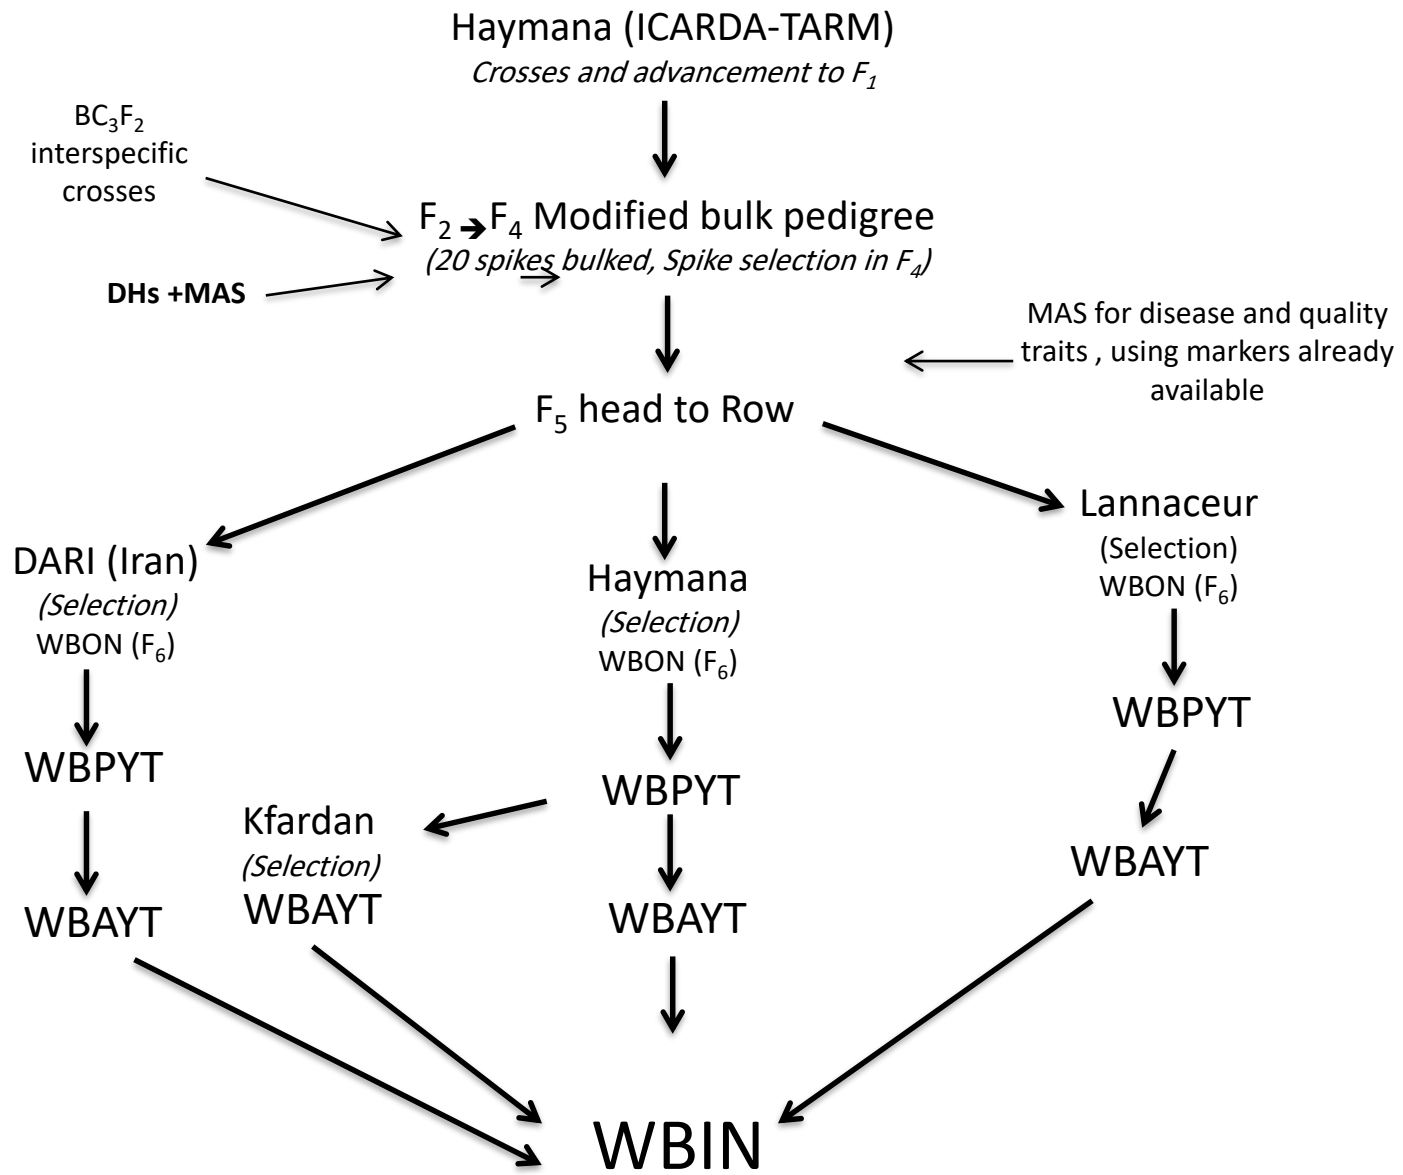 Haymana (ICARDA-TARM)
Crosses and advancement to F₁
BC₃F₂
interspecific
crosses
F₂ ➔ F₄ Modified bulk pedigree
(20 spikes bulked, Spike selection in F₄)
DHs +MAS
MAS for disease and quality
traits , using markers already
available
F₅ head to Row
Lannaceur
(Selection)
WBON (F₆)
DARI (Iran)
(Selection)
WBON (F₆)
Haymana
(Selection)
WBON (F₆)
WBPYT
WBPYT
WBPYT
Kfardan
(Selection)
WBAYT
WBAYT
WBAYT
WBAYT
WBIN